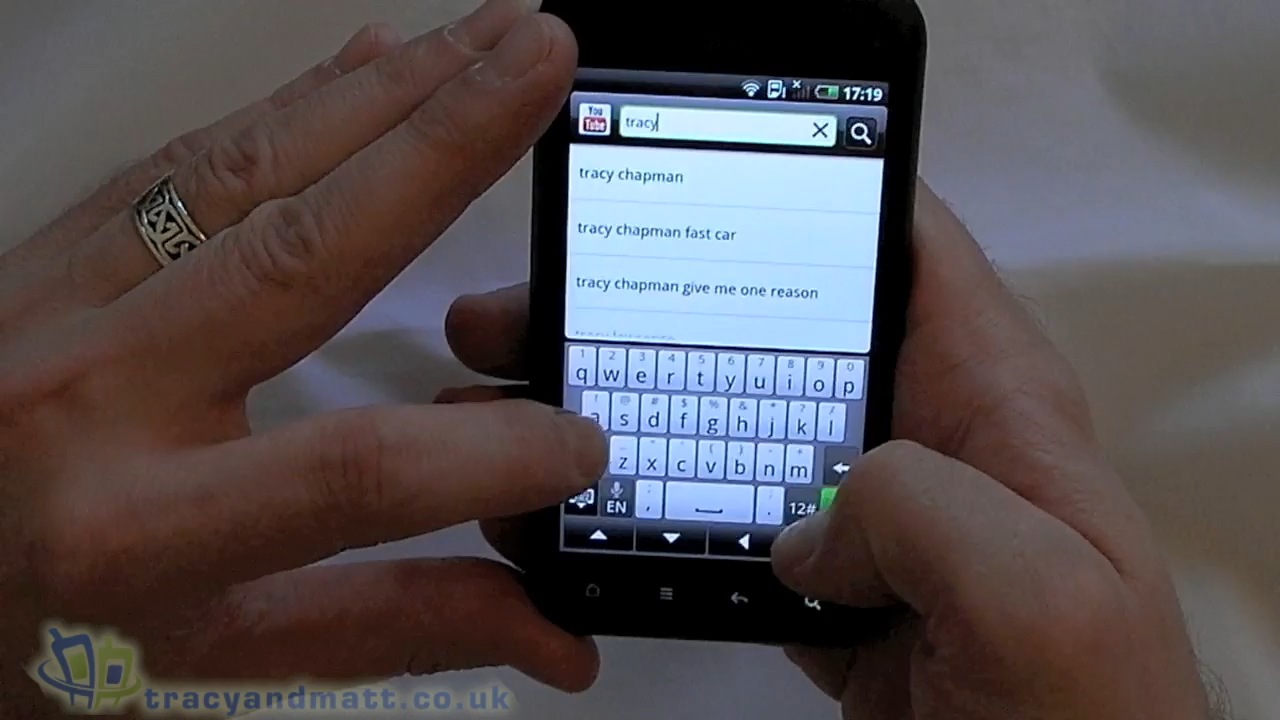 17:19
You
Tube
tracy
tracy chapman
tracy chapman fast car
tracy chapman give me one reason
1 2 3 4 5 6 7 8 9 0
q w e r t y u i o p
! @ # $ % & * ? /
a s d f g h j k l
z x c v b n m
EN , . 12#
tracyandmatt.co.uk